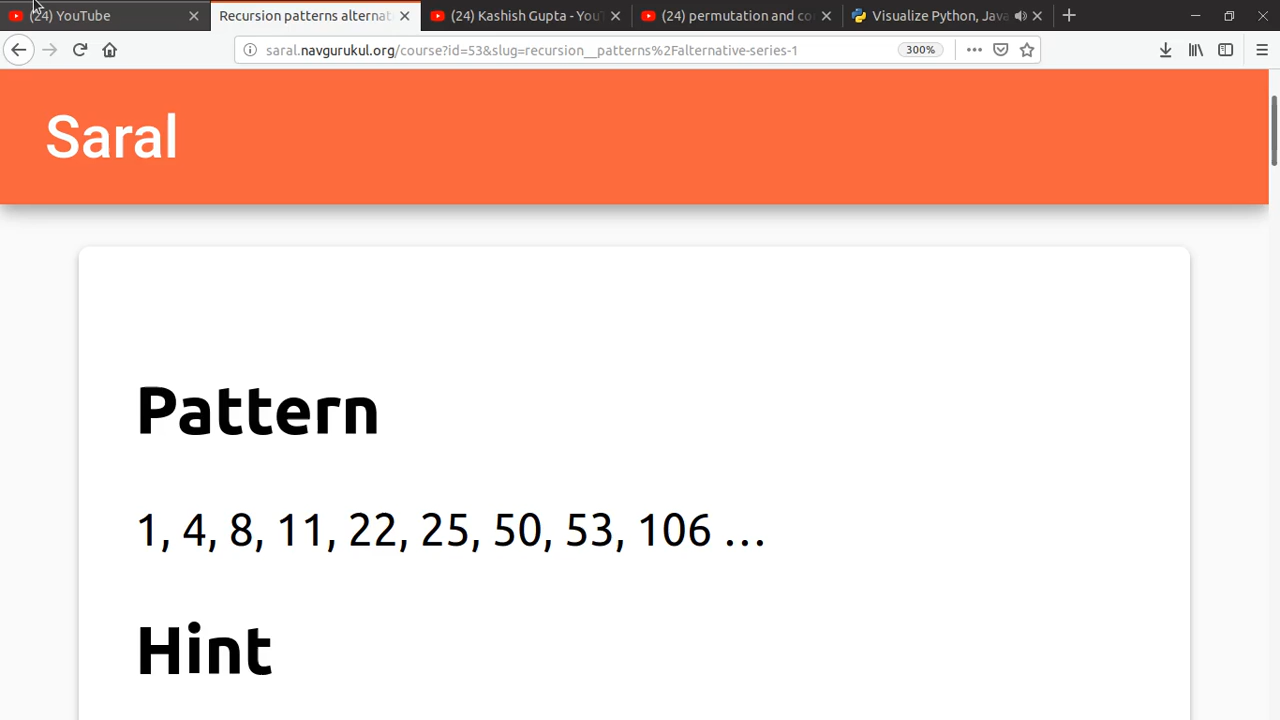 (24) YouTube
Recursion patterns alternat
(24) Kashish Gupta - You
(24) permutation and co
Visualize Python, Java
saral.navgurukul.org/course?id=53&slug=recursion__patterns%2Falternative-series-1
300%
Saral
Pattern
1, 4, 8, 11, 22, 25, 50, 53, 106 …
Hint